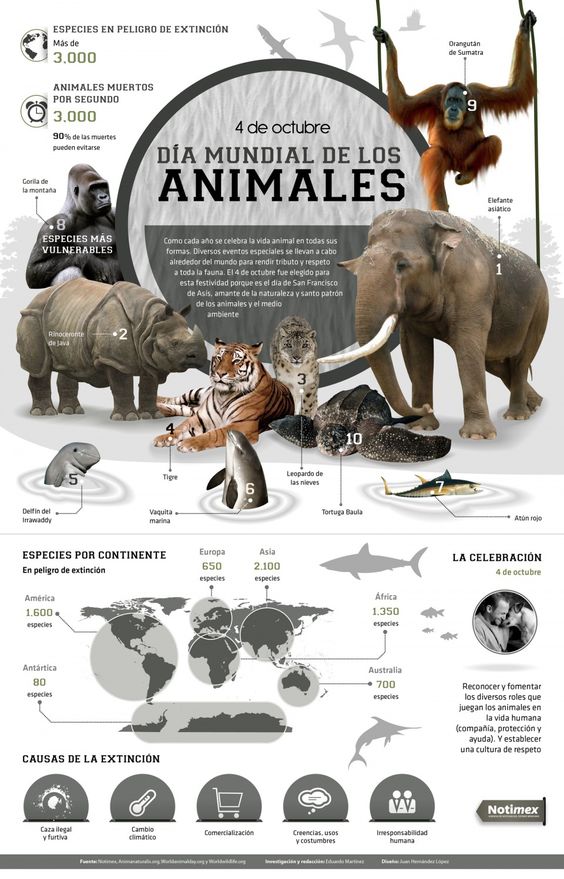 ESPECIES EN PELIGRO DE EXTINCIÓN
Más de
3.000
ANIMALES MUERTOS
POR SEGUNDO
3.000
90% de las muertes
pueden evitarse
4 de octubre
DÍA MUNDIAL DE LOS
ANIMALES
Como cada año se celebra la vida animal en todas sus
formas. Diversos eventos especiales se llevan a cabo
alrededor del mundo para rendir tributo y respeto
a toda la fauna. El 4 de octubre fue elegido para
esta festividad porque es el día de San Francisco
de Asís, amante de la naturaleza y santo patrón
de los animales y el medio
ambiente
Orangután
de Sumatra
9
Gorila de
la montaña
8
ESPECIES MÁS
VULNERABLES
Elefante
asiático
1
Rinoceronte
de Java
2
3
4
10
5
6
7
Tigre
Leopardo de
las nieves
Delfín del
Irrawaddy
Vaquita
marina
Tortuga Baula
Atún rojo
ESPECIES POR CONTINENTE
En peligro de extinción
Europa
650
especies
Asia
2.100
especies
América
1.600
especies
África
1.350
especies
Antártica
80
especies
Australia
700
especies
LA CELEBRACIÓN
4 de octubre
Reconocer y fomentar
los diversos roles que
juegan los animales en
la vida humana
(compañía, protección y
ayuda). Y establecer
una cultura de respeto
CAUSAS DE LA EXTINCIÓN
Caza ilegal
y furtiva
Cambio
climático
Comercialización
Creencias, usos
y costumbres
Irresponsabilidad
humana
Notimex
Fuente: Notimex, Animanaturalis.org, Worldanimalday.org y Worldwildlife.org
Investigación y redacción: Eduardo Martínez
Diseño: Juan Hernández López